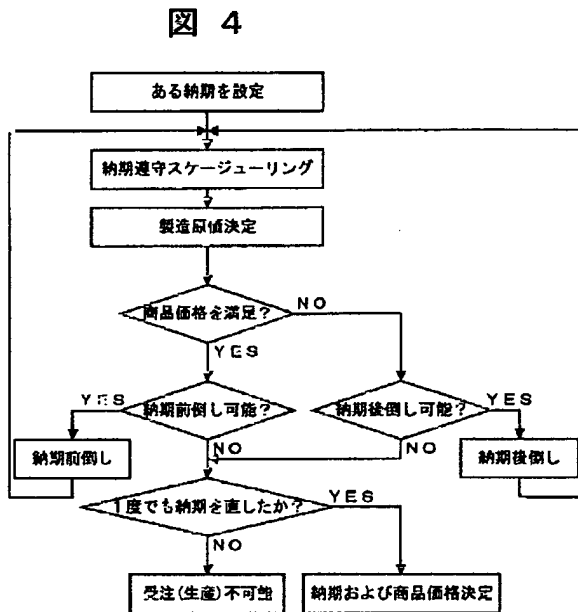 図 4
ある納期を設定
納期遵守スケージューリング
製造原価決定
商品価格を満足?
NO
YES
YES
納期前倒し可能?
納期後倒し可能?
YES
納期前倒し
NO
NO
納期後倒し
1度でも納期を直したか?
YES
NO
受注(生産)不可能
納期および商品価格決定